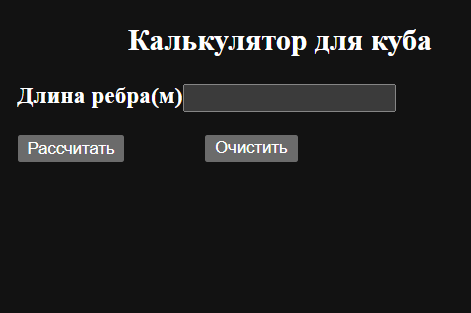 Калькулятор для куба
Длина ребра(м)
Рассчитать Очистить